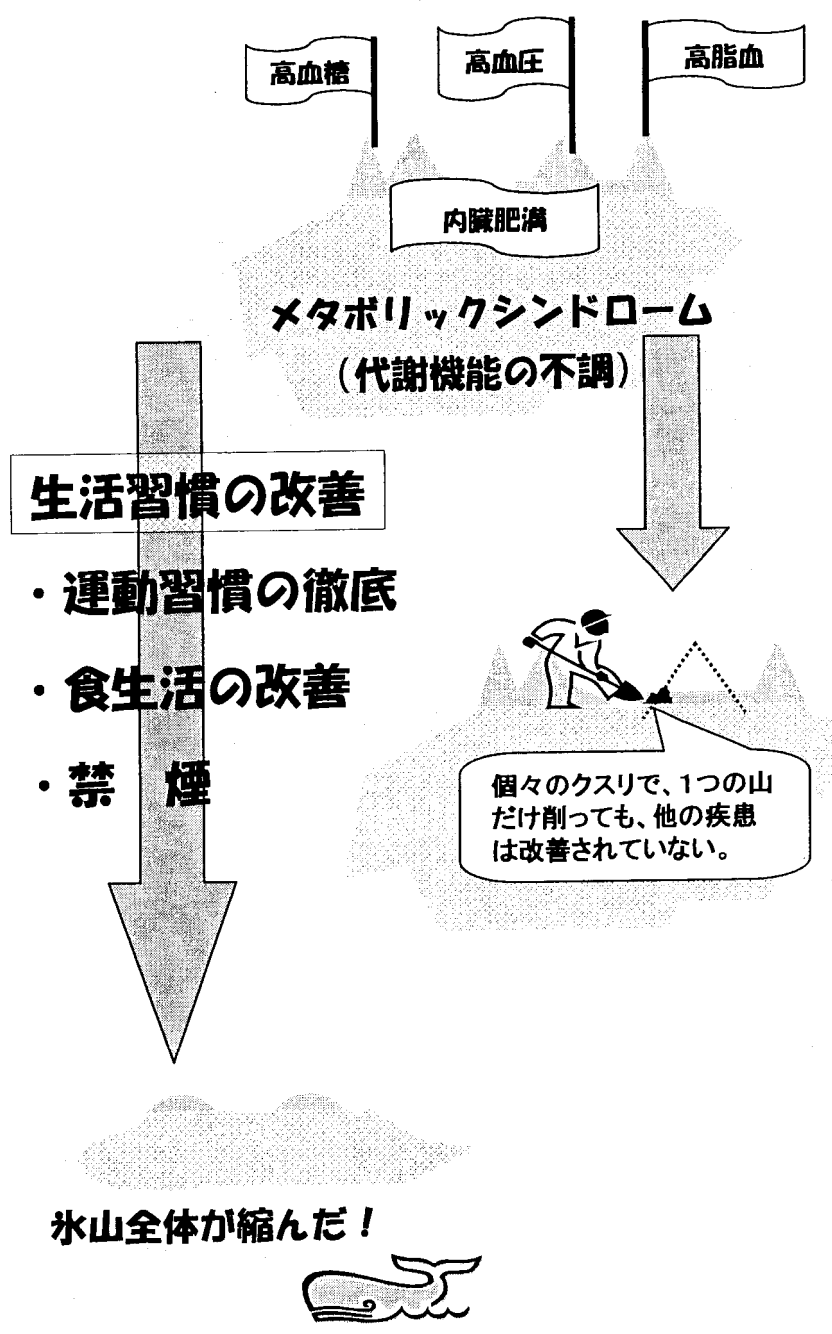 高血糖
高血圧
高脂血
内臓肥満
メタボリックシンドローム
(代謝機能の不調)
生活習慣の改善
・運動習慣の徹底
・食生活の改善
・禁 煙
個々のクスリで、1つの山
だけ削っても、他の疾患
は改善されていない。
氷山全体が縮んだ!